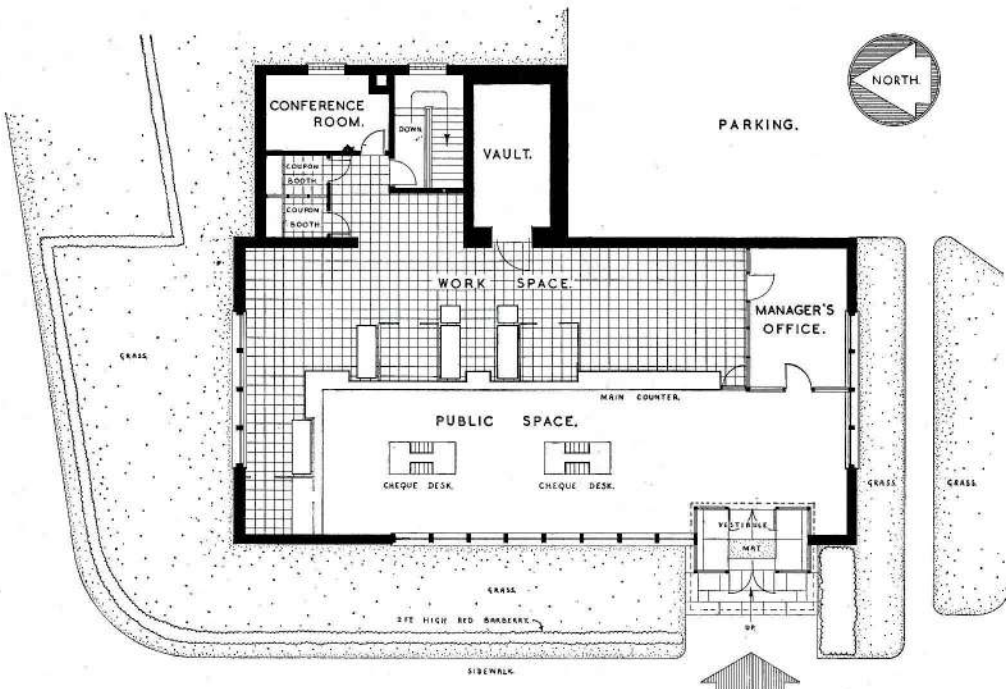 NORTH.
PARKING.
CONFERENCE
ROOM.
DOWN.
VAULT.
COUPON
BOOTH.
COUPON
BOOTH.
WORK SPACE.
MANAGER'S
OFFICE.
GRASS
MAIN COUNTER.
PUBLIC SPACE.
CHEQUE DESK.
CHEQUE DESK.
GRASS
GRASS
VESTIBULE
MAT
GRASS
2 FT HIGH RED BARBERRY
UP.
SIDEWALK